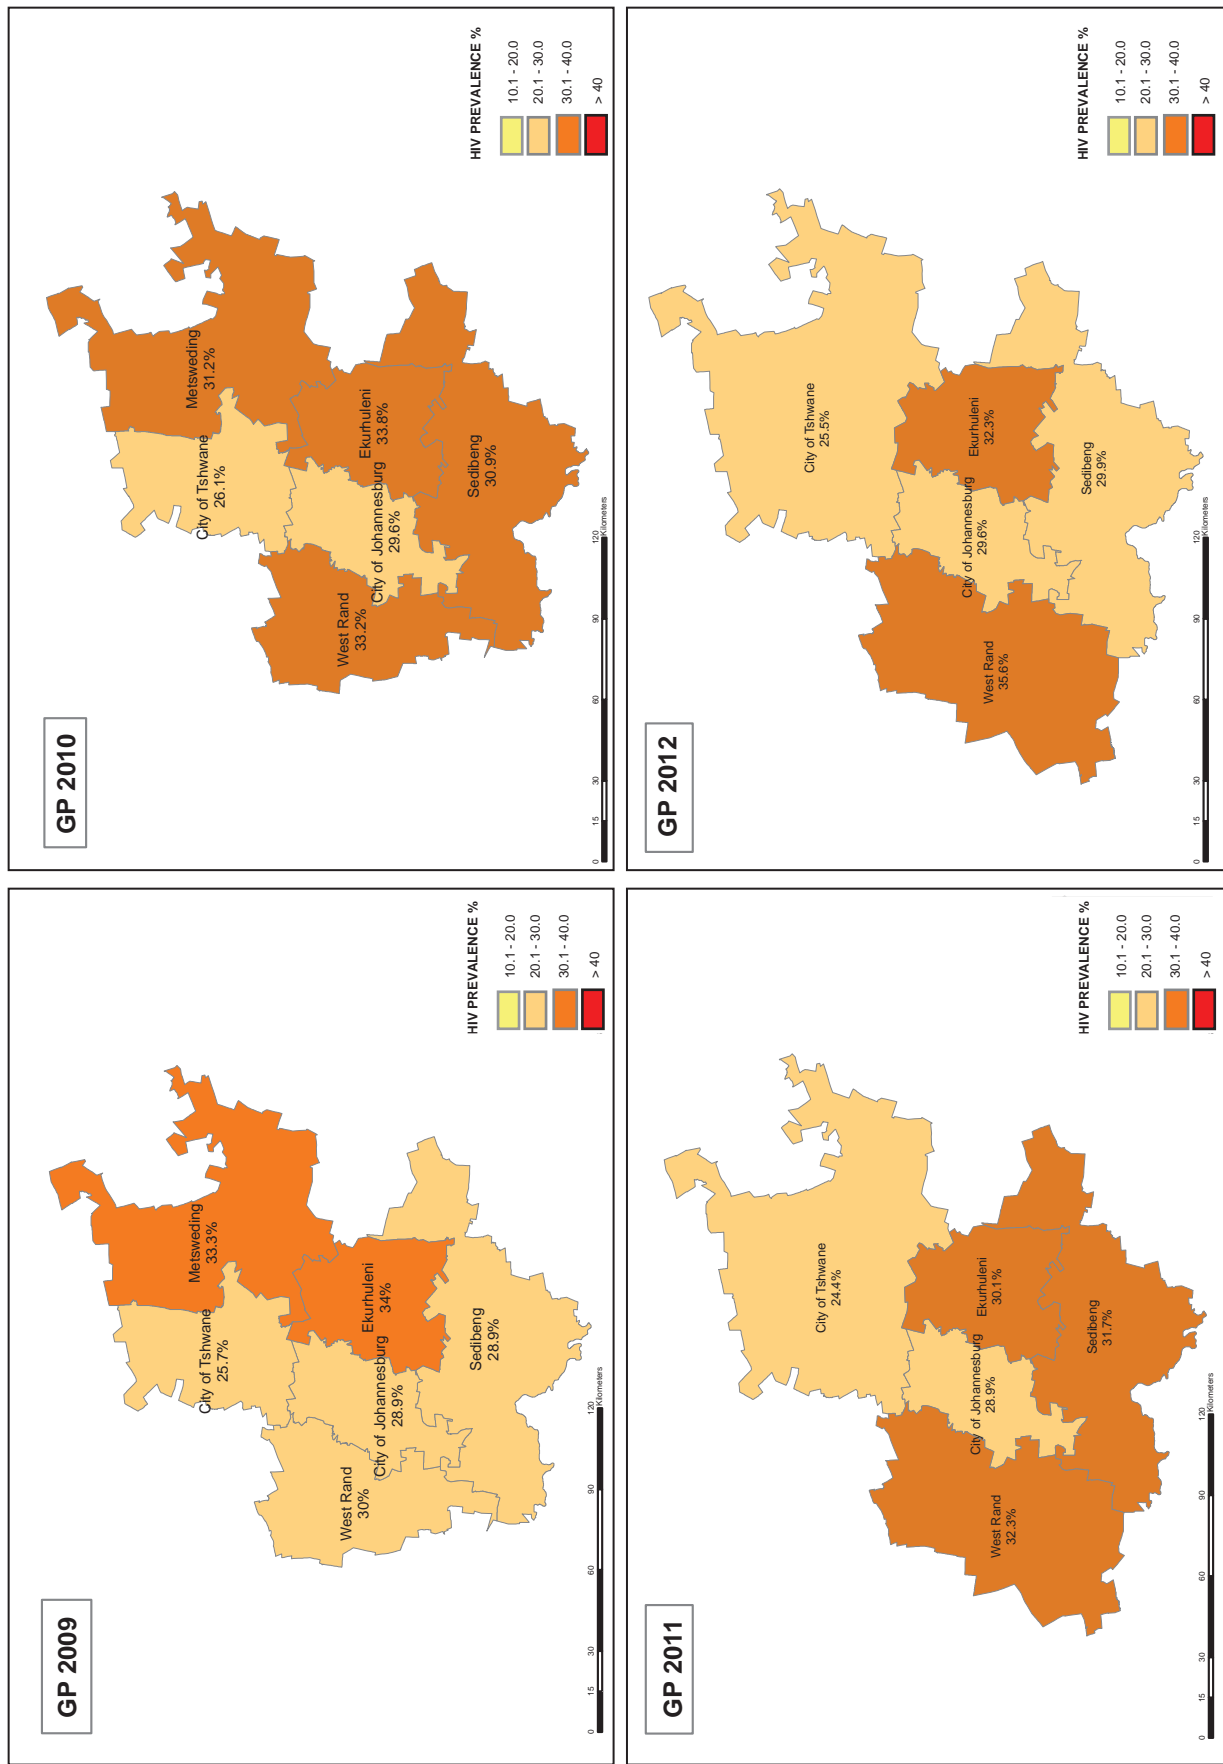 GP 2009
Metsweding
33.3%
City of Tshwane
25.7%
West Rand
30%
City of Johannesburg
28.9%
Ekurhuleni
34%
Sedibeng
28.9%
HIV PREVALENCE %
10.1 - 20.0
20.1 - 30.0
30.1 - 40.0
> 40
0 15 30 60 90 120
Kilometers
GP 2010
Metsweding
31.2%
City of Tshwane
26.1%
West Rand
33.2%
City of Johannesburg
29.6%
Ekurhuleni
33.8%
Sedibeng
30.9%
HIV PREVALENCE %
10.1 - 20.0
20.1 - 30.0
30.1 - 40.0
> 40
0 15 30 60 90 120
Kilometers
GP 2011
City of Tshwane
24.4%
West Rand
32.3%
City of Johannesburg
28.9%
Ekurhuleni
30.1%
Sedibeng
31.7%
HIV PREVALENCE %
10.1 - 20.0
20.1 - 30.0
30.1 - 40.0
> 40
0 15 30 60 90 120
Kilometers
GP 2012
City of Tshwane
25.5%
West Rand
35.6%
City of Johannesburg
29.6%
Ekurhuleni
32.3%
Sedibeng
29.9%
HIV PREVALENCE %
10.1 - 20.0
20.1 - 30.0
30.1 - 40.0
> 40
0 15 30 60 90 120
Kilometers